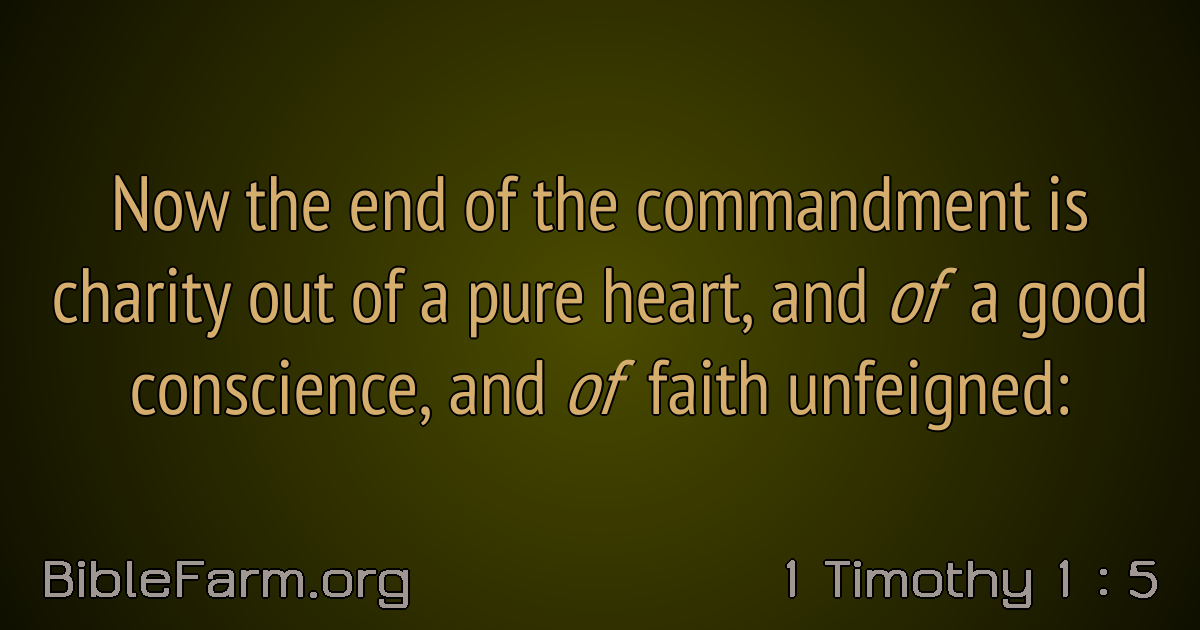 Now the end of the commandment is
charity out of a pure heart, and of a good
conscience, and of faith unfeigned:
BibleFarm.org
1 Timothy 1 : 5